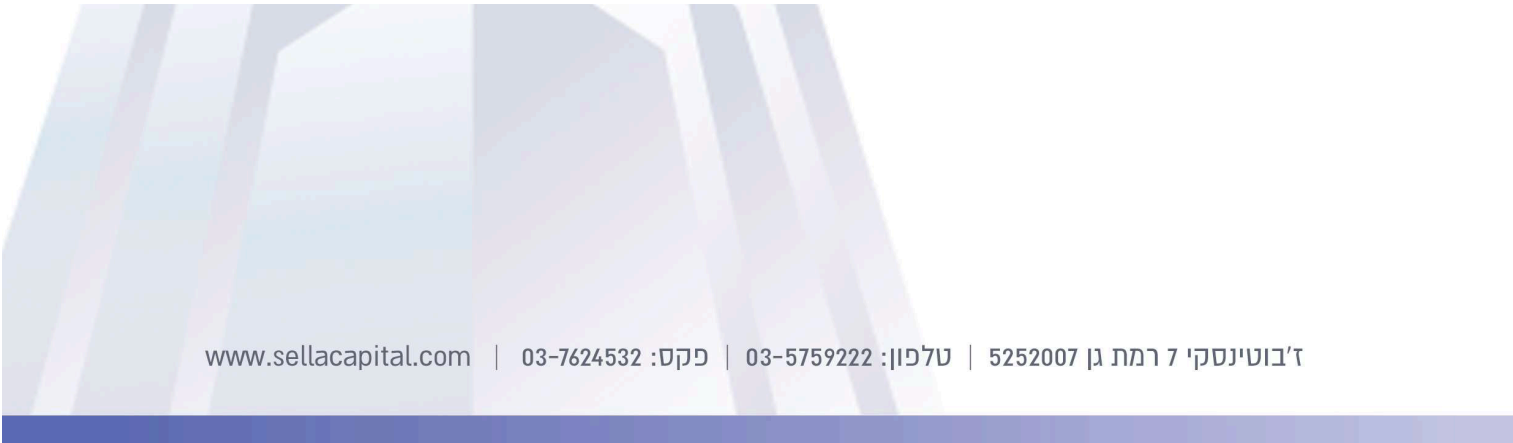 ז'בוטינסקי 7 רמת גן 5252007 | טלפון: 03-5759222 | פקס: 03-7624532 | www.sellacapital.com